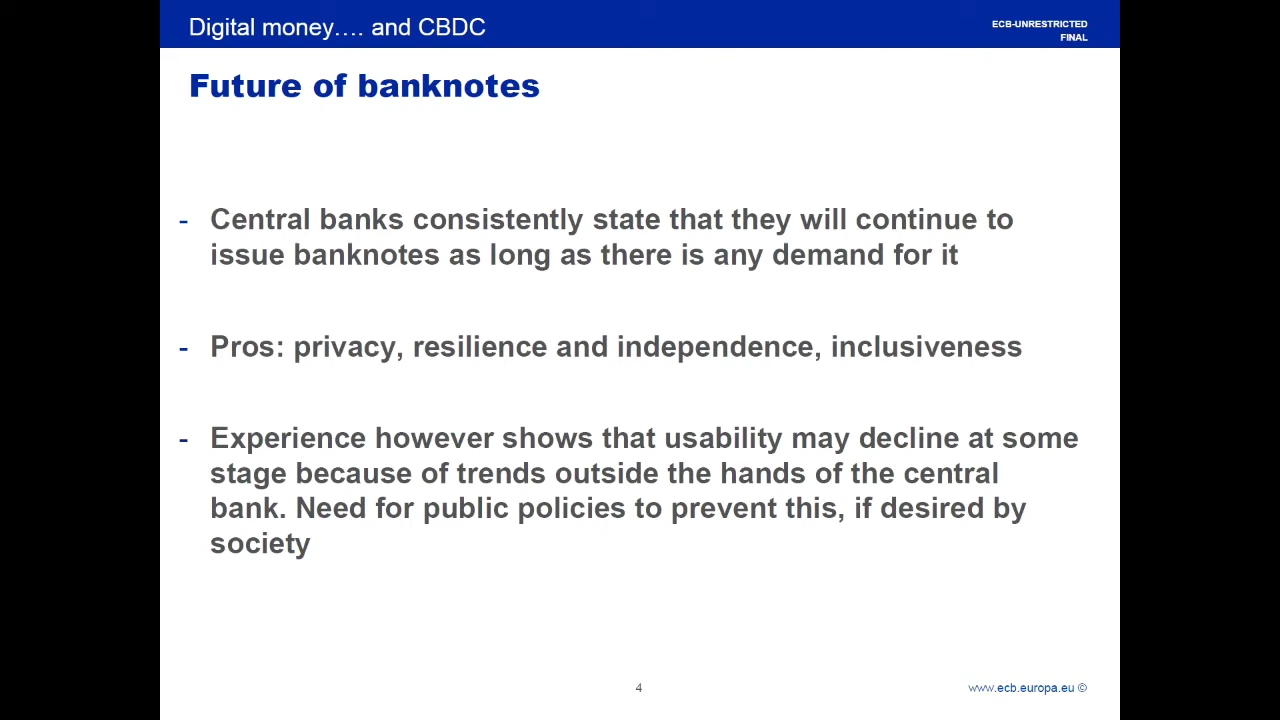 Digital money…. and CBDC
ECB-UNRESTRICTED
FINAL
Future of banknotes
- Central banks consistently state that they will continue to
issue banknotes as long as there is any demand for it
- Pros: privacy, resilience and independence, inclusiveness
- Experience however shows that usability may decline at some
stage because of trends outside the hands of the central
bank. Need for public policies to prevent this, if desired by
society
4
www.ecb.europa.eu ©